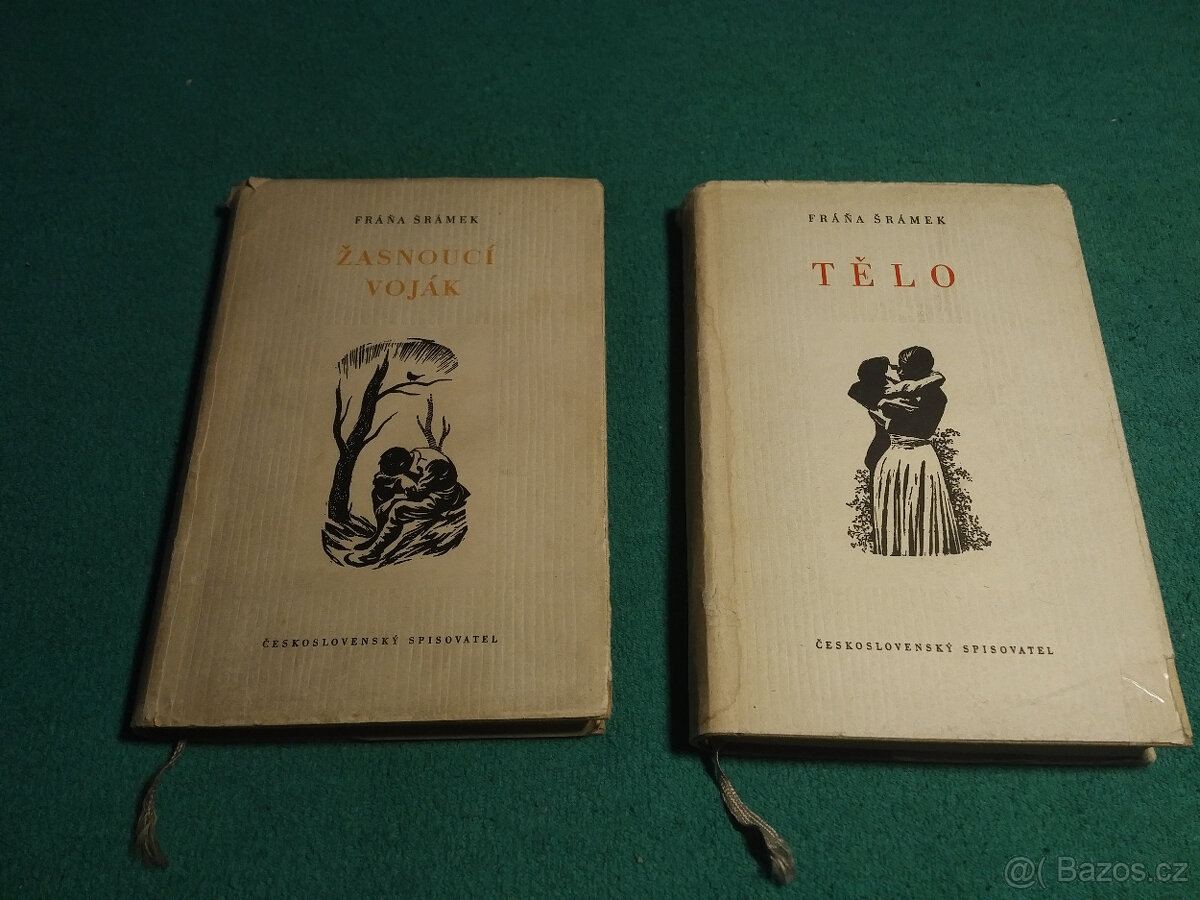 FRÁŇA ŠRÁMEK
ŽASNOUCÍ
VOJÁK
ČESKOSLOVENSKÝ SPISOVATEL
FRÁŇA ŠRÁMEK
TĚLO
ČESKOSLOVENSKÝ SPISOVATEL
@( Bazos.cz